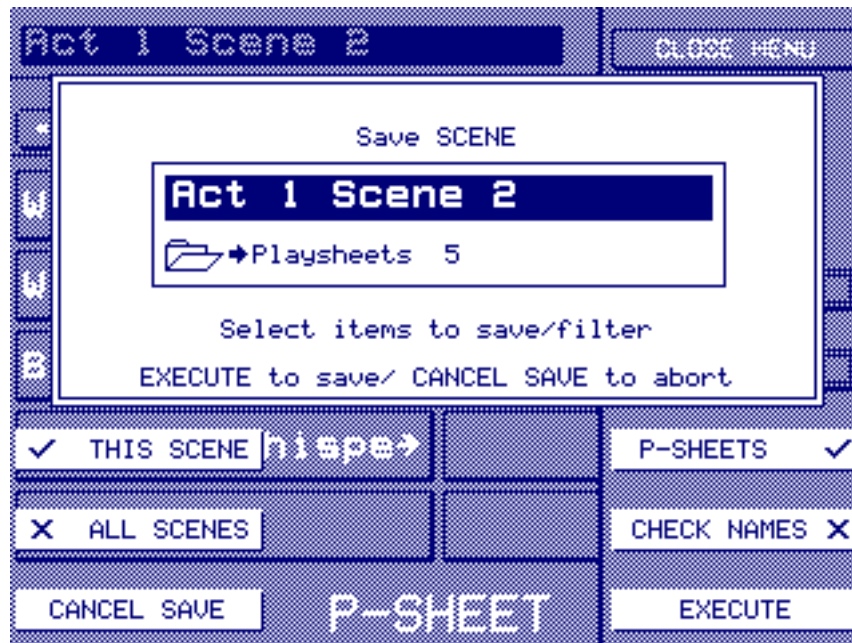 Act 1 Scene 2
CLOSE MENU
Save SCENE
Act 1 Scene 2
Playsheets 5
Select items to save/filter
EXECUTE to save/ CANCEL SAVE to abort
W
W
B
✓ THIS SCENE hispe→
P-SHEETS ✓
X ALL SCENES
CHECK NAMES X
CANCEL SAVE
P-SHEET
EXECUTE